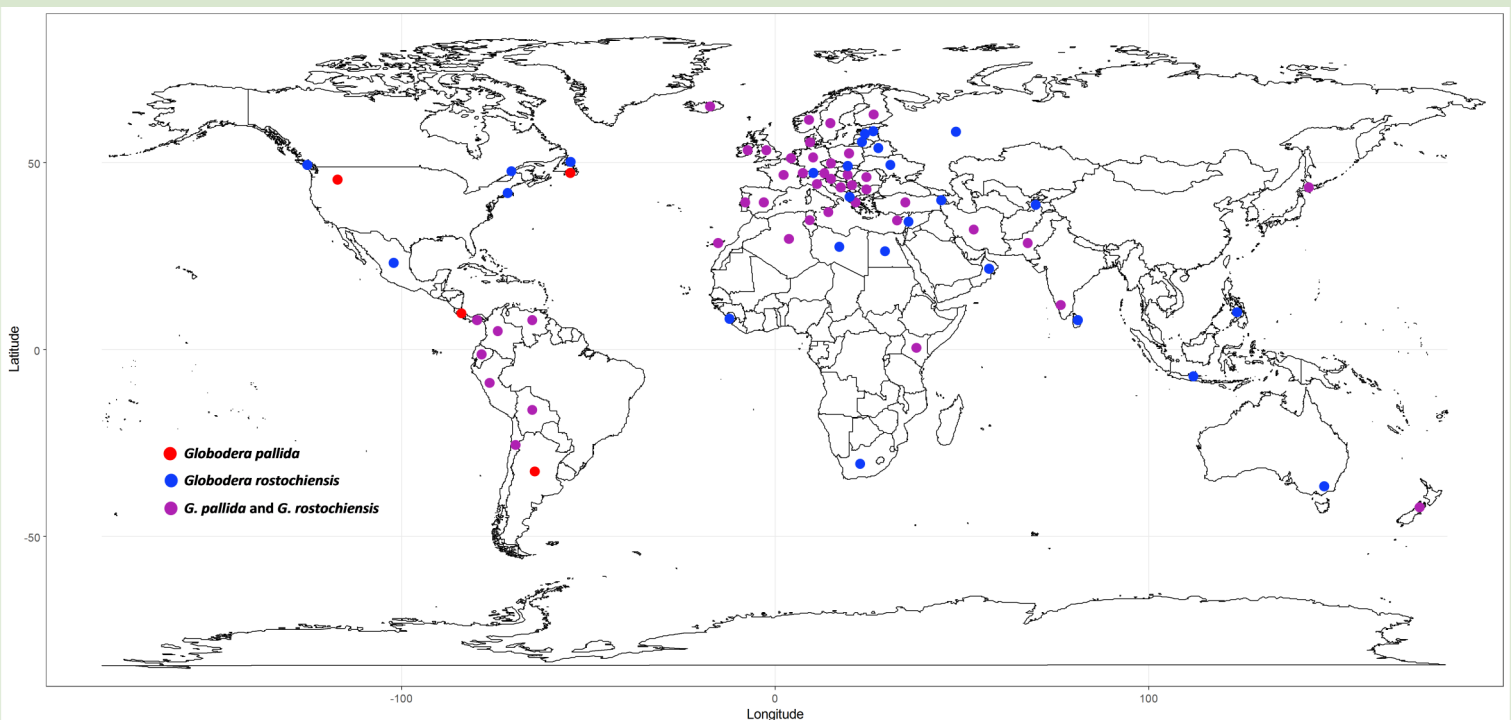 Latitude
50
0
-50
Globodera pallida
Globodera rostochiensis
G. pallida and G. rostochiensis
-100
0
100
Longitude